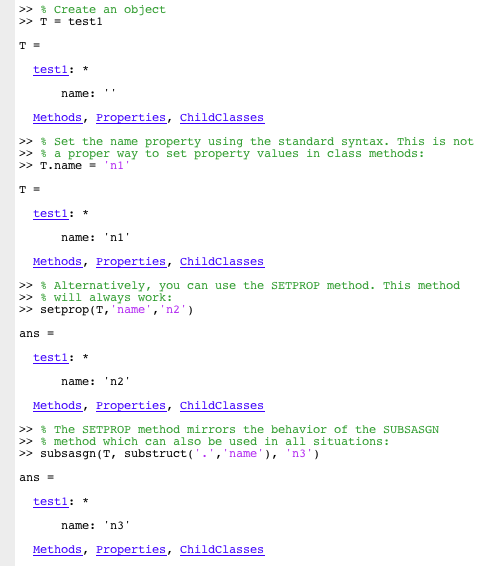 >> % Create an object
>> T = test1
T =
test1: *
name: ''
Methods, Properties, ChildClasses
>> % Set the name property using the standard syntax. This is not
>> % a proper way to set property values in class methods:
>> T.name = 'n1'
T =
test1: *
name: 'n1'
Methods, Properties, ChildClasses
>> % Alternatively, you can use the SETPROP method. This method
>> % will always work:
>> setprop(T,'name','n2')
ans =
test1: *
name: 'n2'
Methods, Properties, ChildClasses
>> % The SETPROP method mirrors the behavior of the SUBSASGN
>> % method which can also be used in all situations:
>> subsasgn(T, substruct('.','name'), 'n3')
ans =
test1: *
name: 'n3'
Methods, Properties, ChildClasses